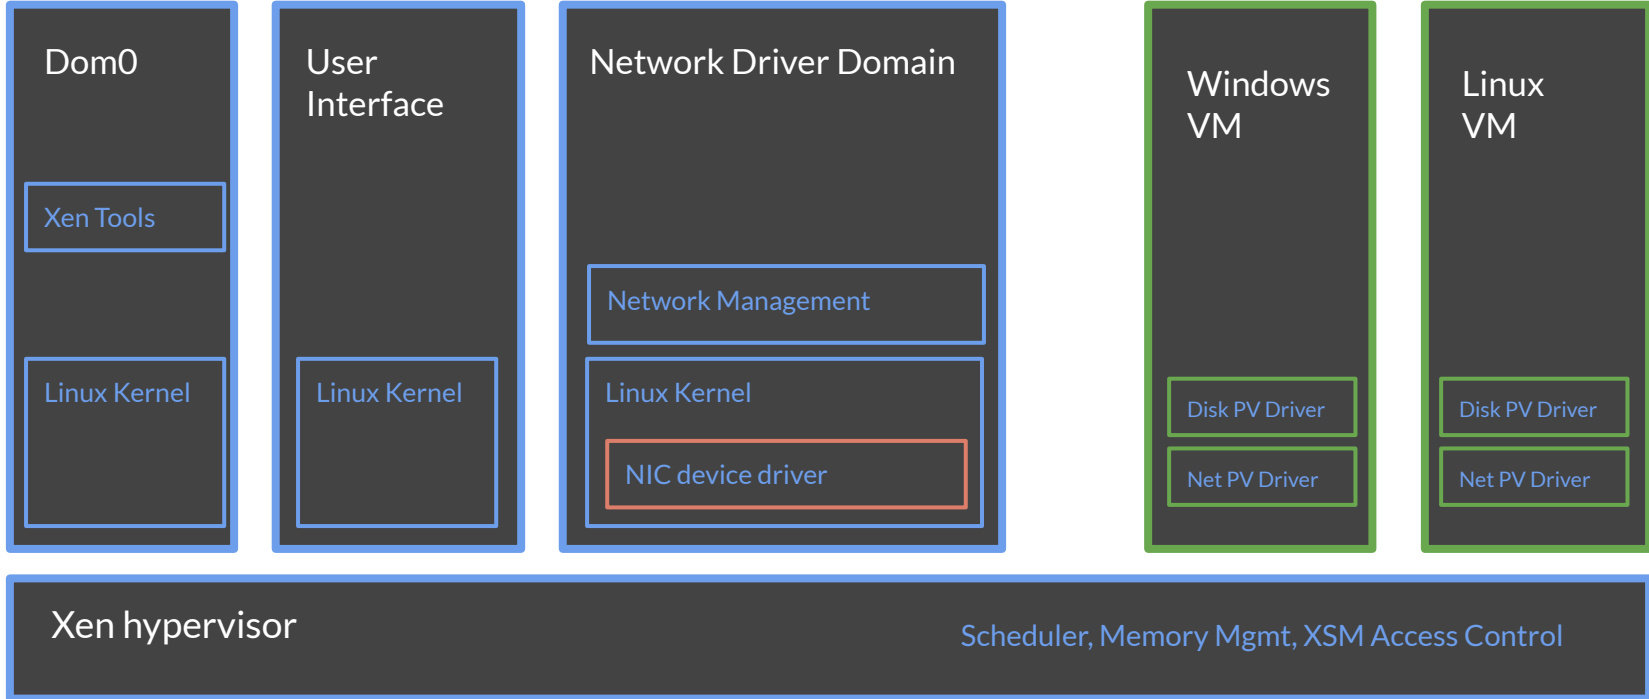 Dom0
Xen Tools
Linux Kernel
User
Interface
Linux Kernel
Network Driver Domain
Network Management
Linux Kernel
NIC device driver
Windows
VM
Disk PV Driver
Net PV Driver
Linux
VM
Disk PV Driver
Net PV Driver
Xen hypervisor
Scheduler, Memory Mgmt, XSM Access Control